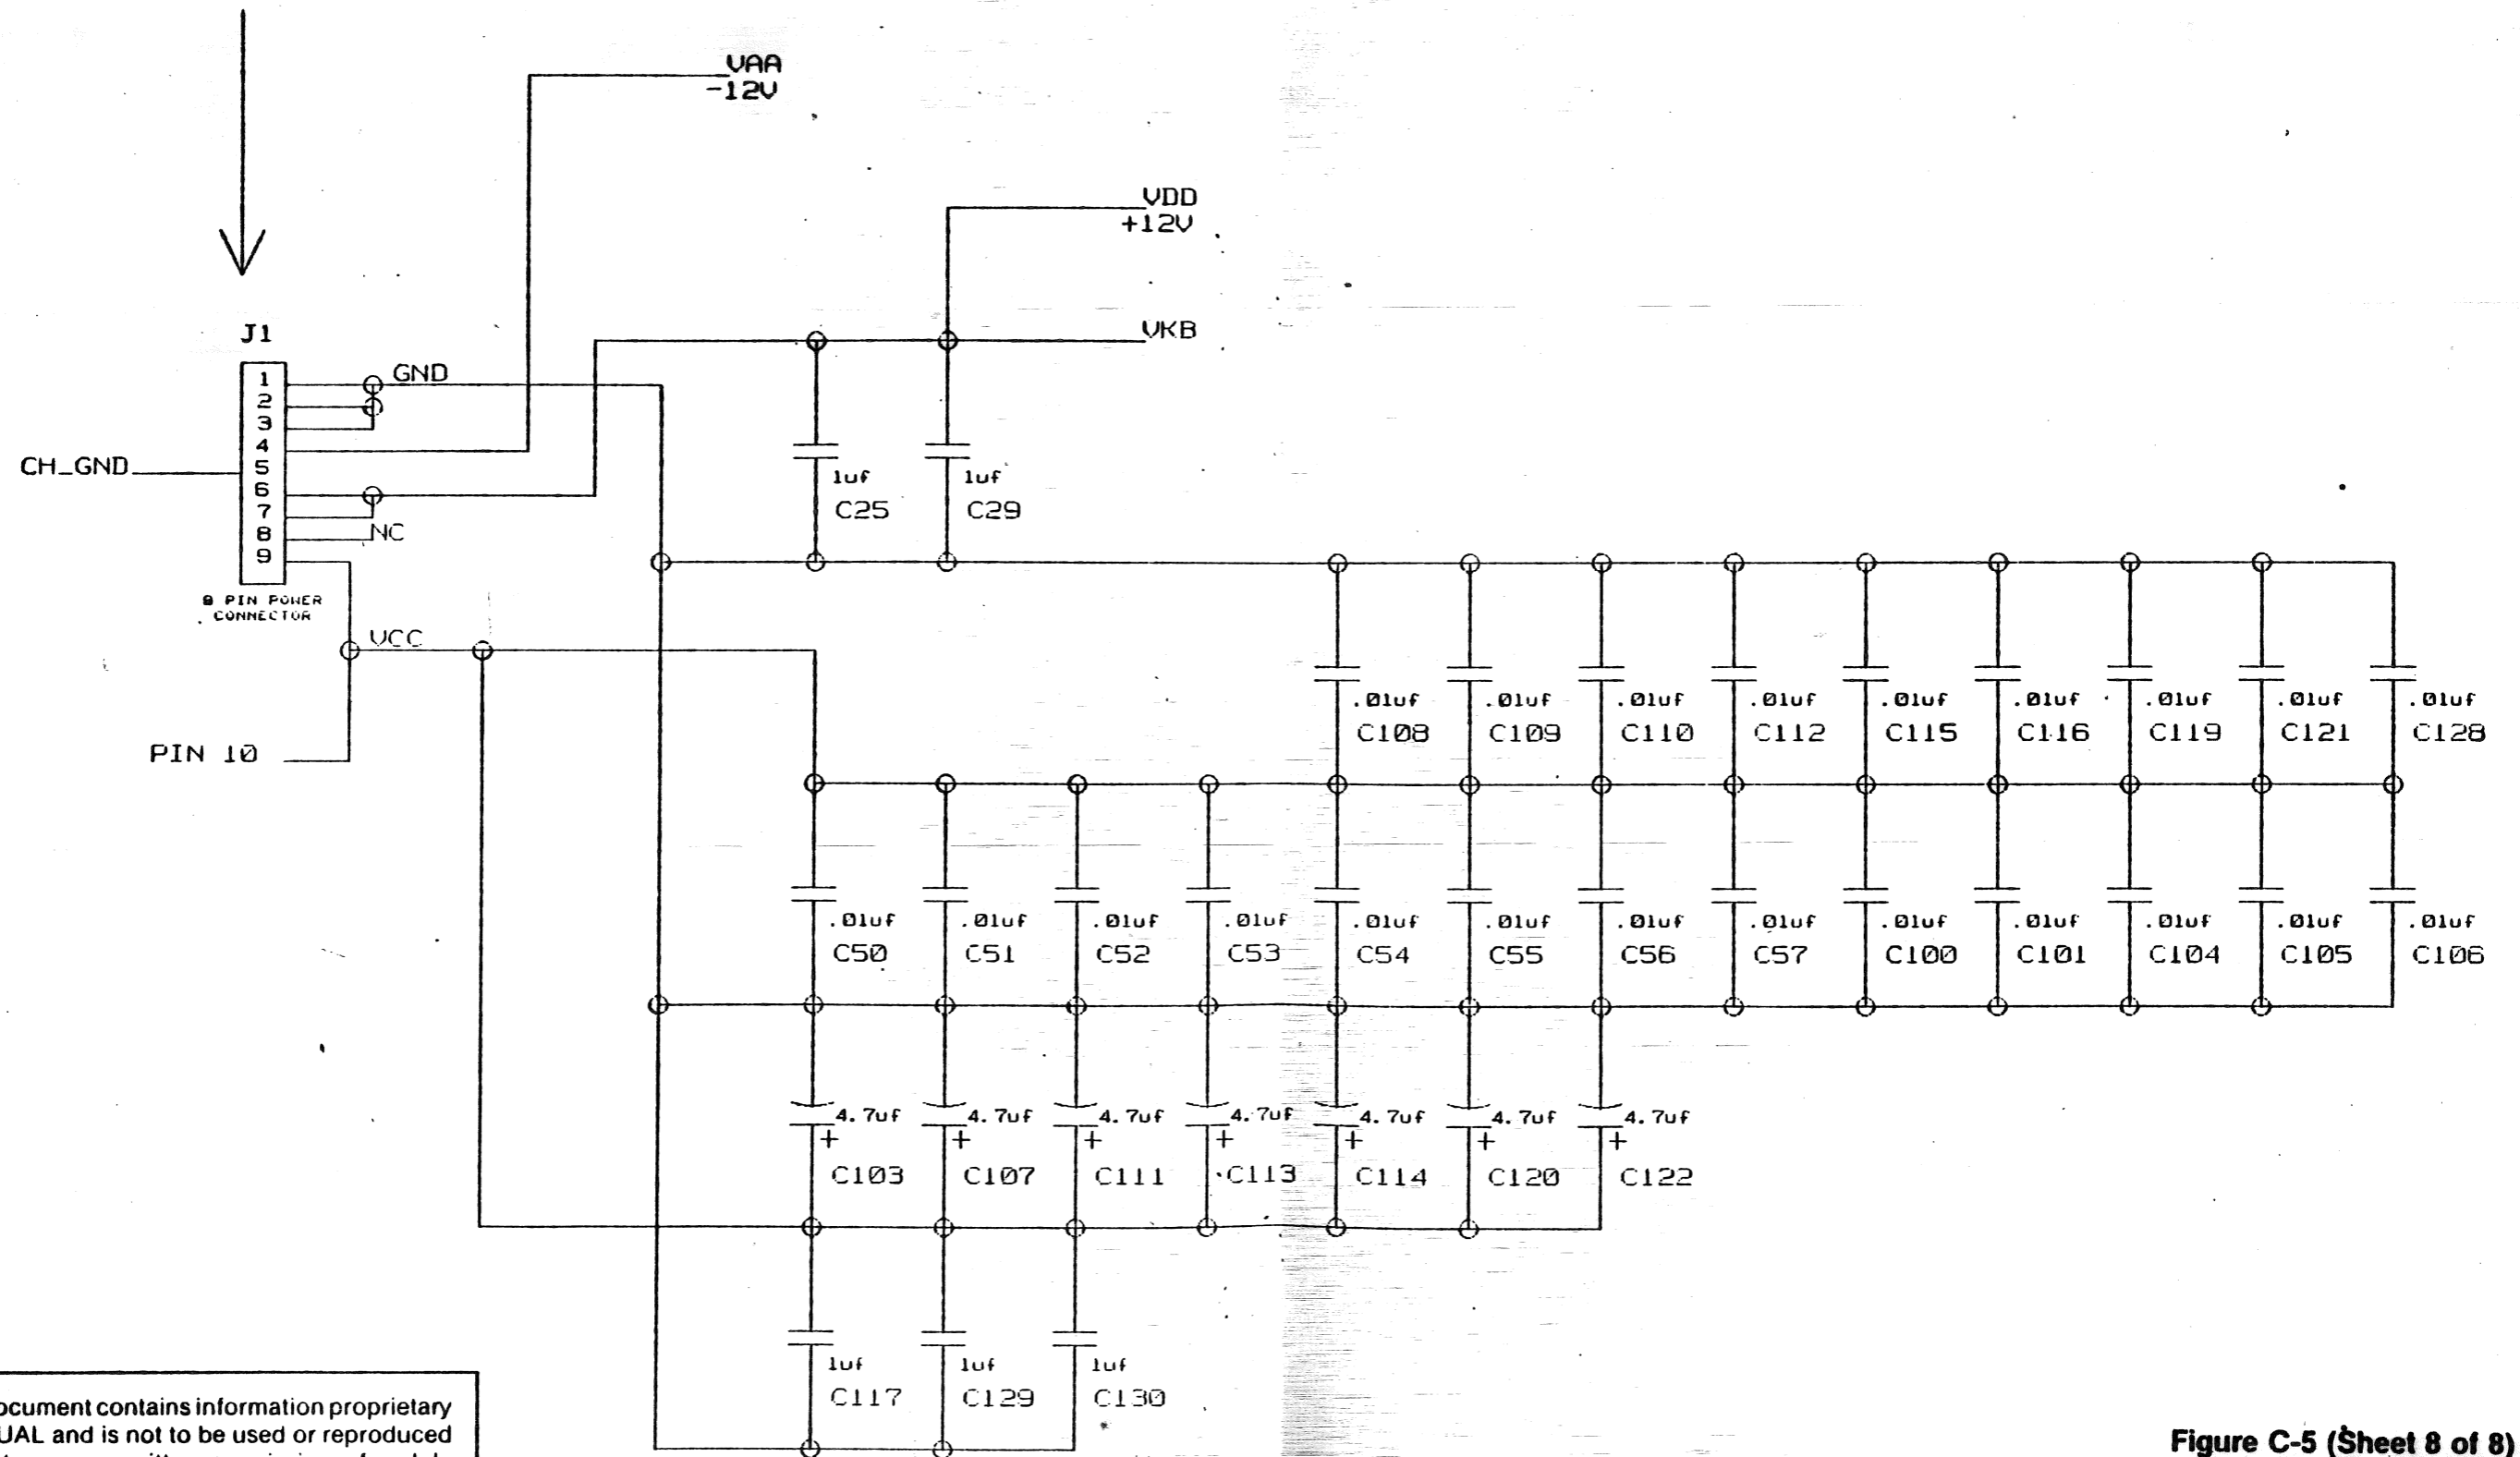 VAA
-12V
VDD
+12V
VKB
J1
1
2
3
4
5
6
7
8
9
GND
CH_GND
NC
9 PIN POWER
CONNECTOR
VCC
PIN 10
1uf
C25
1uf
C29
.01uf
C108
.01uf
C109
.01uf
C110
.01uf
C112
.01uf
C115
.01uf
C116
.01uf
C119
.01uf
C121
.01uf
C128
.01uf
C50
.01uf
C51
.01uf
C52
.01uf
C53
.01uf
C54
.01uf
C55
.01uf
C56
.01uf
C57
.01uf
C100
.01uf
C101
.01uf
C104
.01uf
C105
.01uf
C106
4.7uf
+
C103
4.7uf
+
C107
4.7uf
+
C111
4.7uf
+
C113
4.7uf
+
C114
4.7uf
+
C120
4.7uf
+
C122
1uf
C117
1uf
C129
1uf
C130
ocument contains information proprietary
UAL and is not to be used or reproduced
Figure C-5 (Sheet 8 of 8)